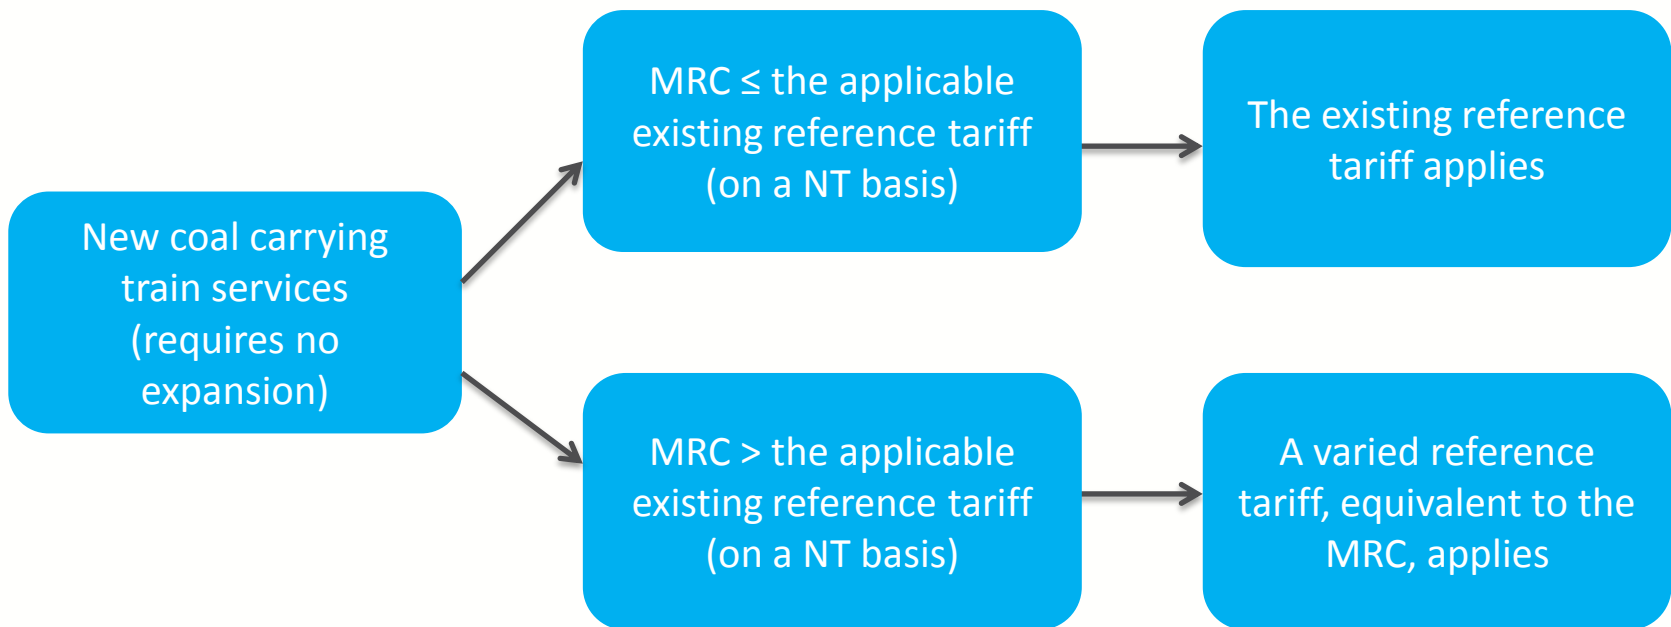 New coal carrying
train services
(requires no
expansion)
MRC ≤ the applicable
existing reference tariff
(on a NT basis)
The existing reference
tariff applies
MRC > the applicable
existing reference tariff
(on a NT basis)
A varied reference
tariff, equivalent to the
MRC, applies